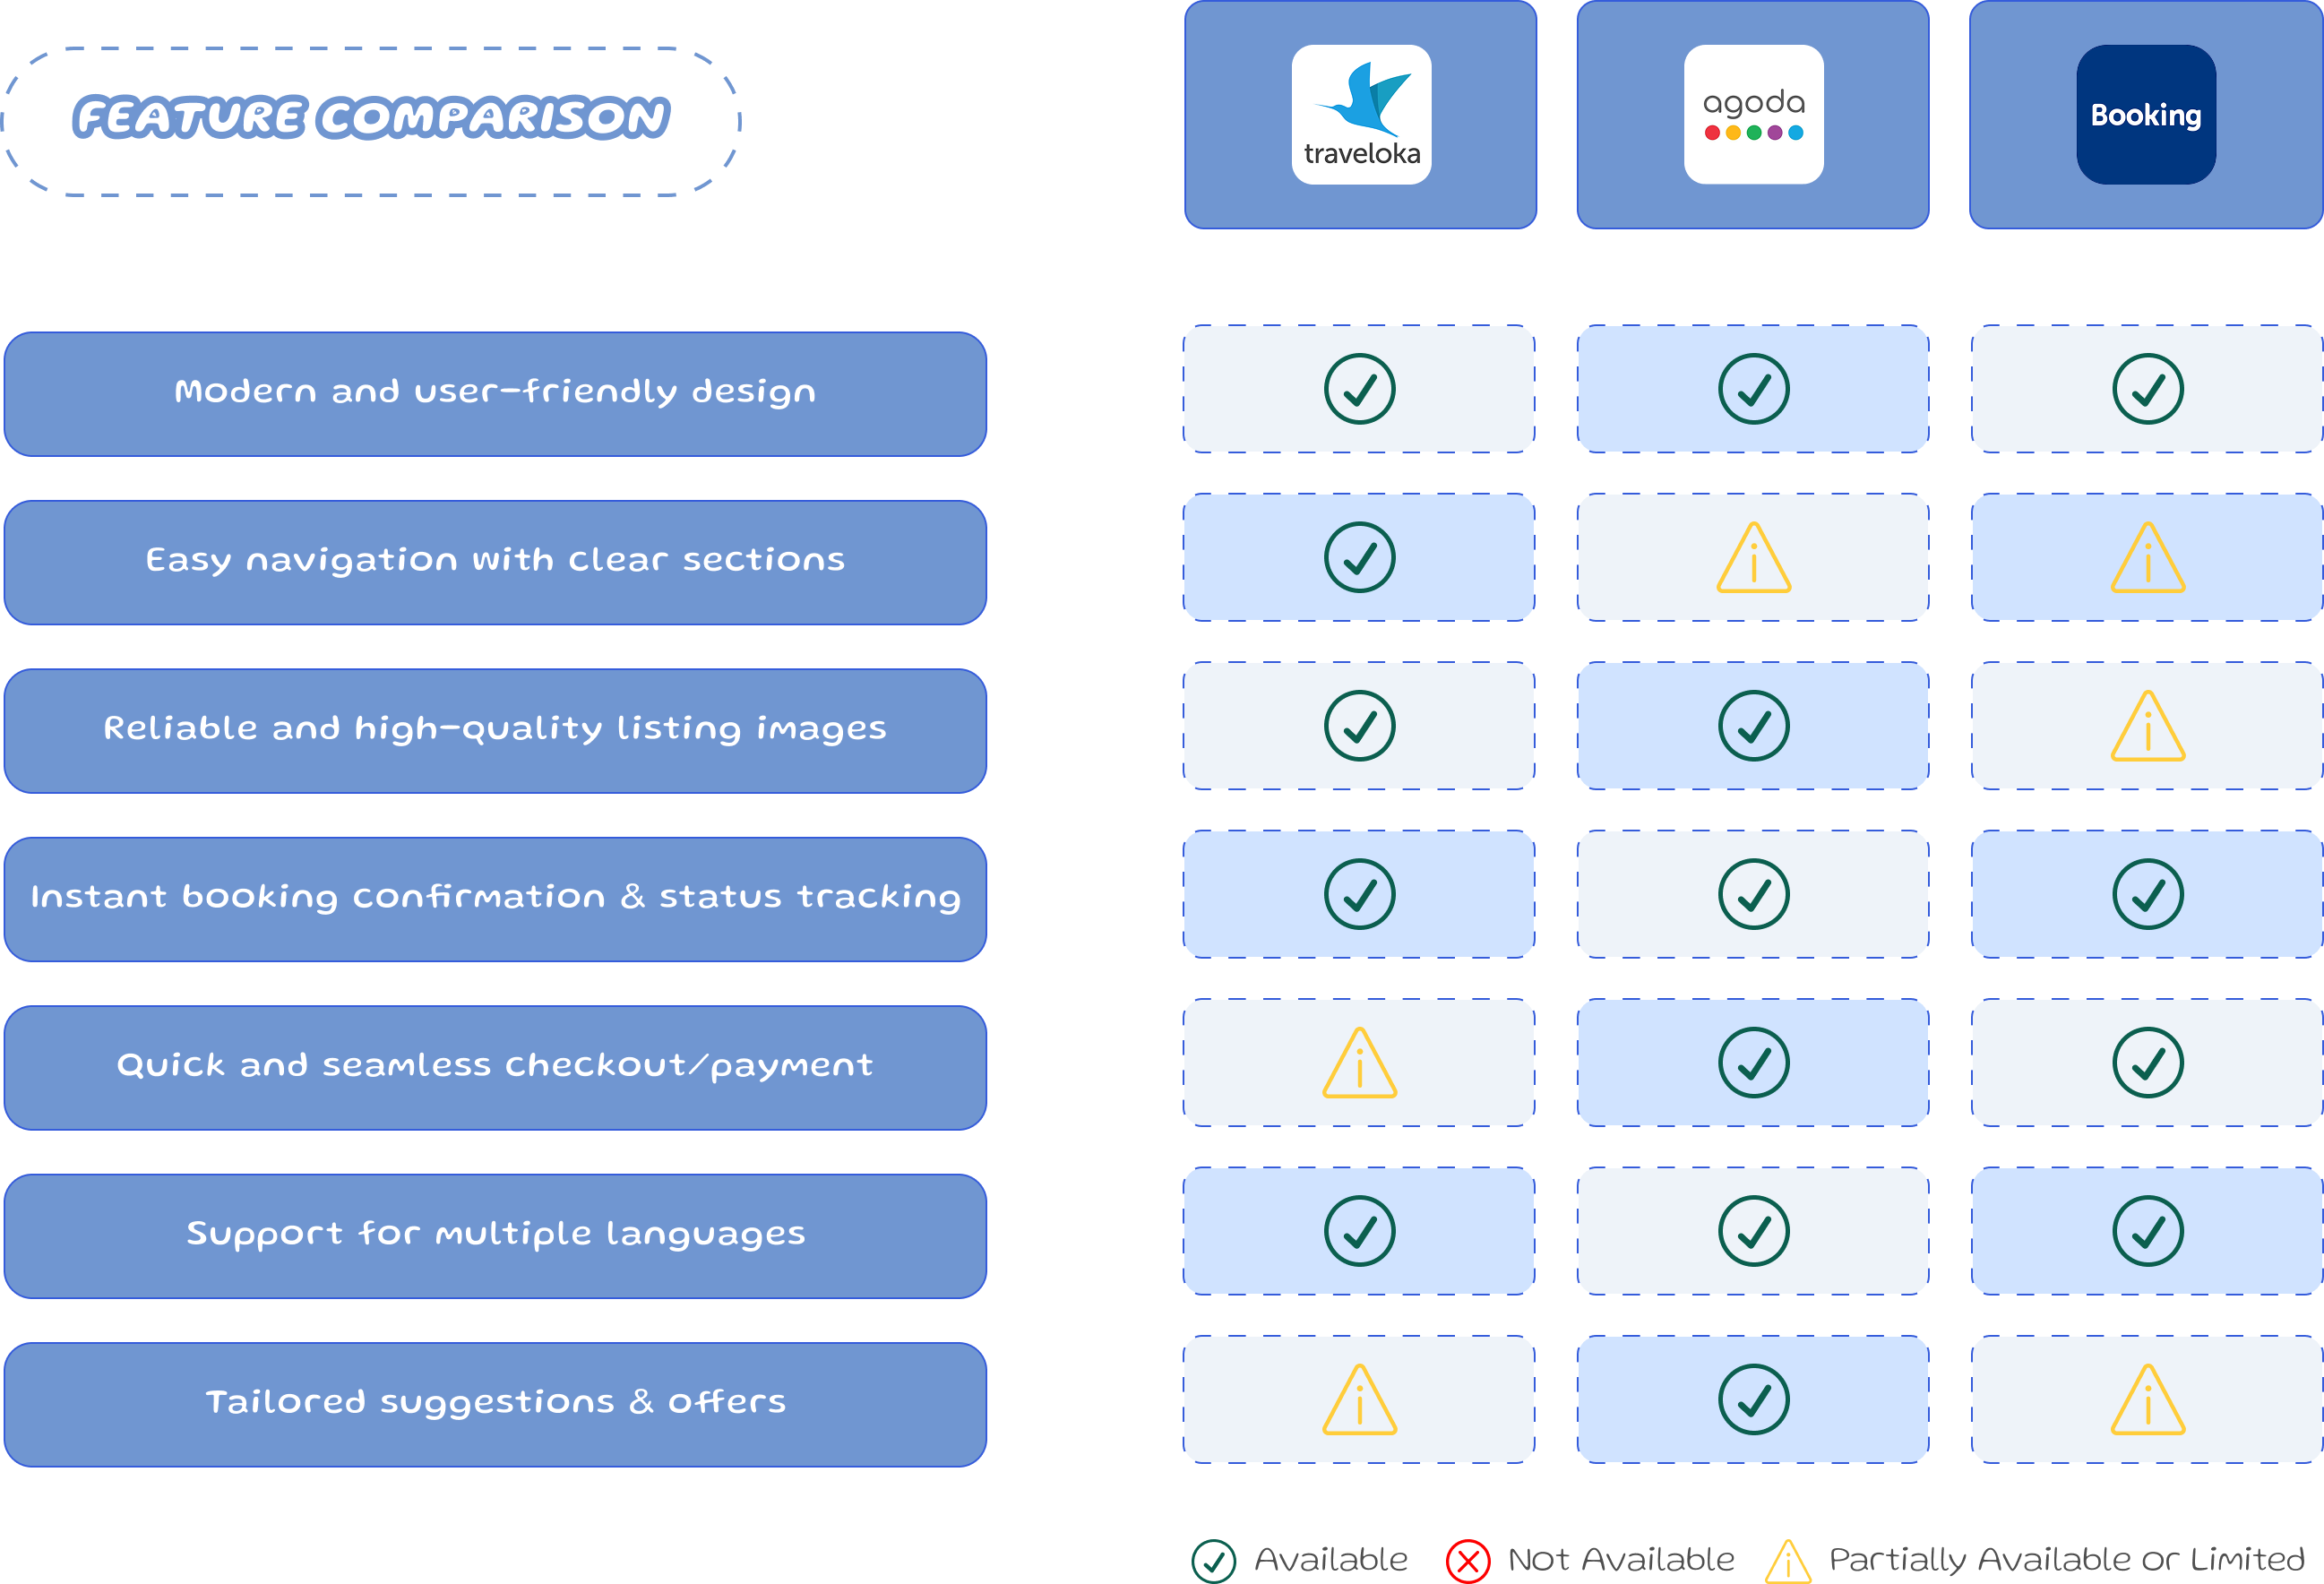 FEATURE COMPARISON
traveloka
agoda
Booking
Modern and user-friendly design
Easy navigation with clear sections
Reliable and high-quality listing images
Instant booking confirmation & status tracking
Quick and seamless checkout/payment
Support for multiple languages
Tailored suggestions & offers
Available
Not Available
Partially Available or Limited